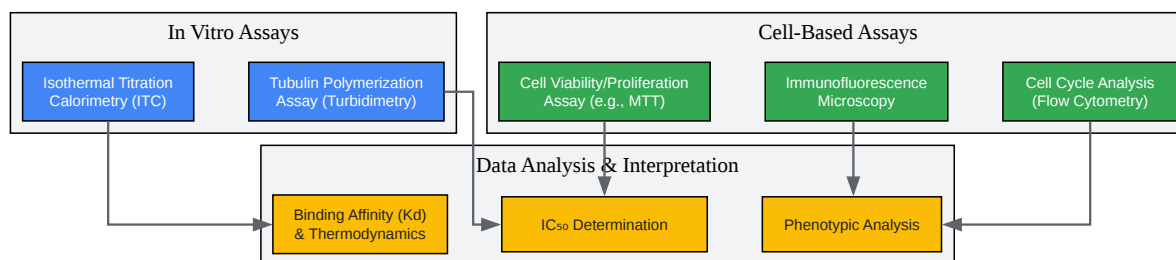 In Vitro Assays
Cell-Based Assays
Isothermal Titration
Calorimetry (ITC)
Tubulin Polymerization
Assay (Turbidimetry)
Cell Viability/Proliferation
Assay (e.g., MTT)
Immunofluorescence
Microscopy
Cell Cycle Analysis
(Flow Cytometry)
Data Analysis & Interpretation
Binding Affinity (Kd)
& Thermodynamics
IC₅₀ Determination
Phenotypic Analysis